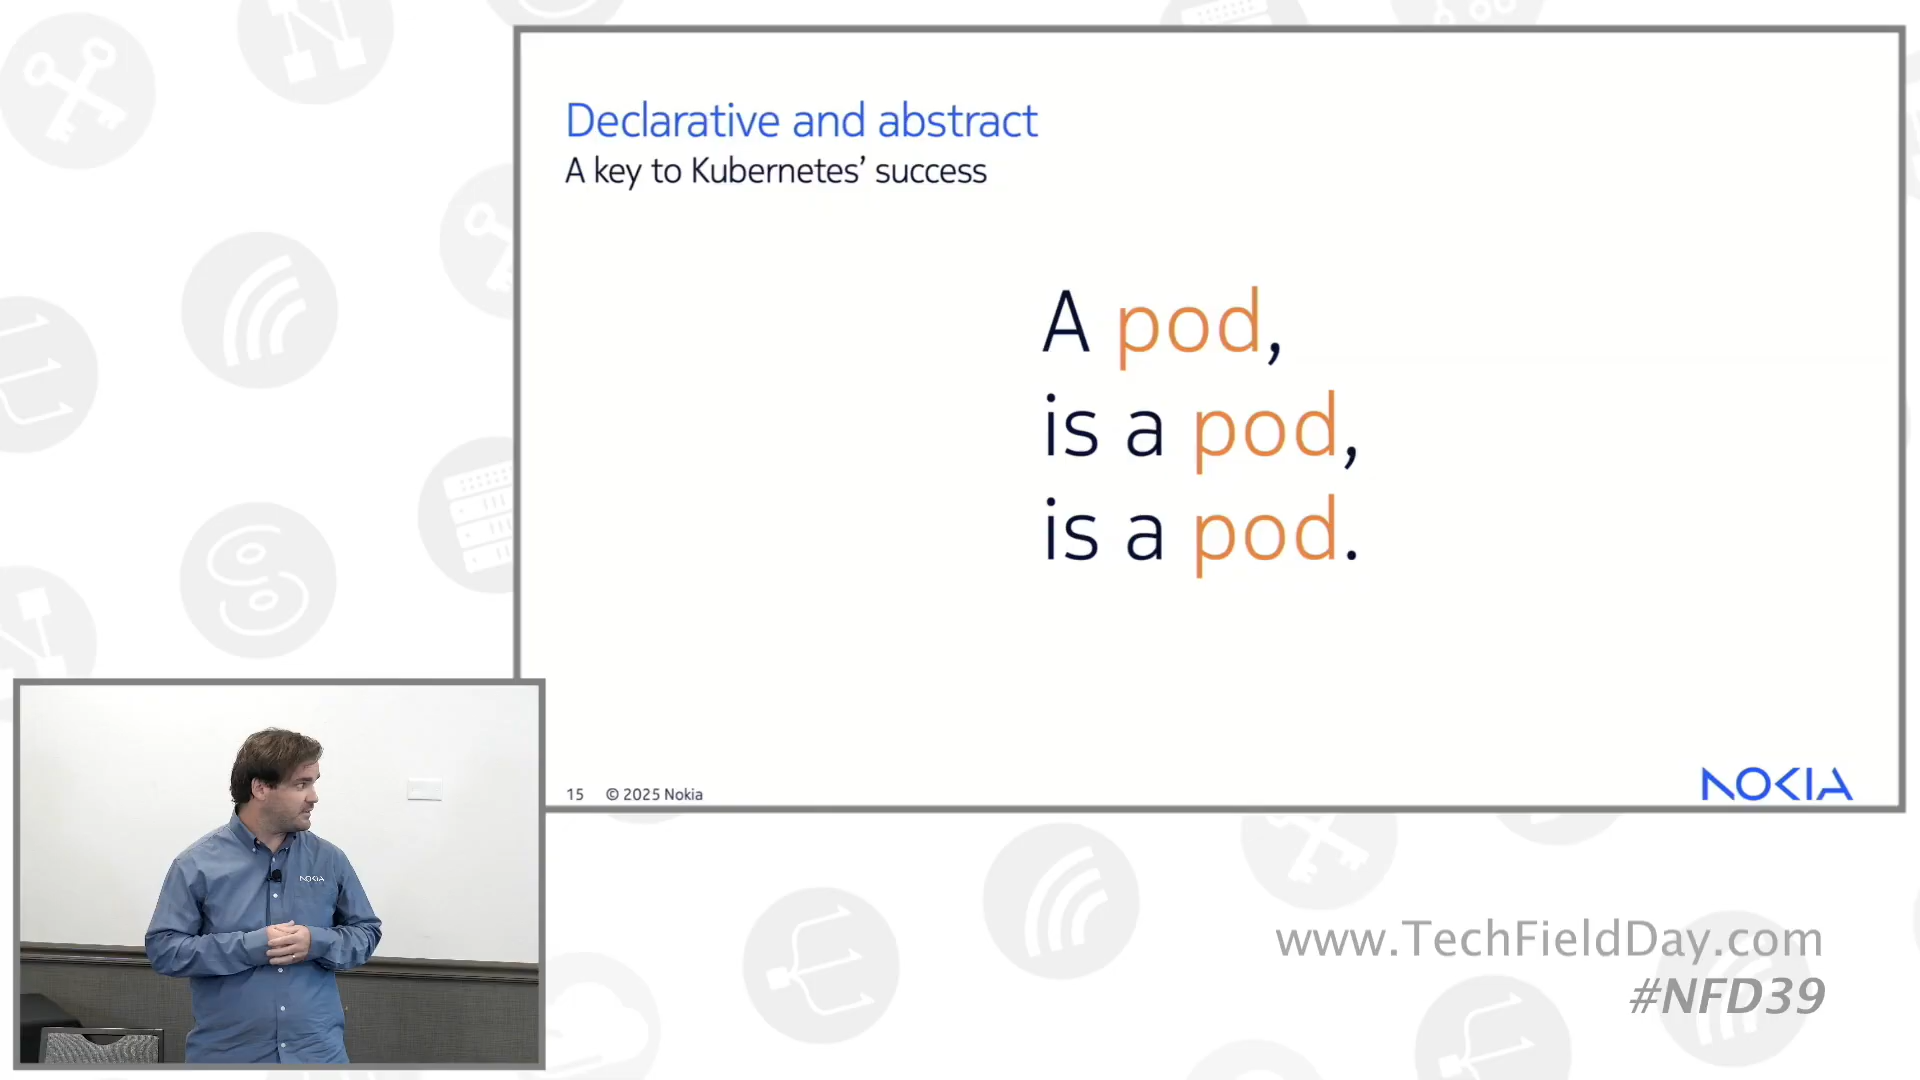 Declarative and abstract
A key to Kubernetes’ success
A pod,
is a pod,
is a pod.
15 © 2025 Nokia
NOKIA
NOKIA
www.TechFieldDay.com
#NFD39